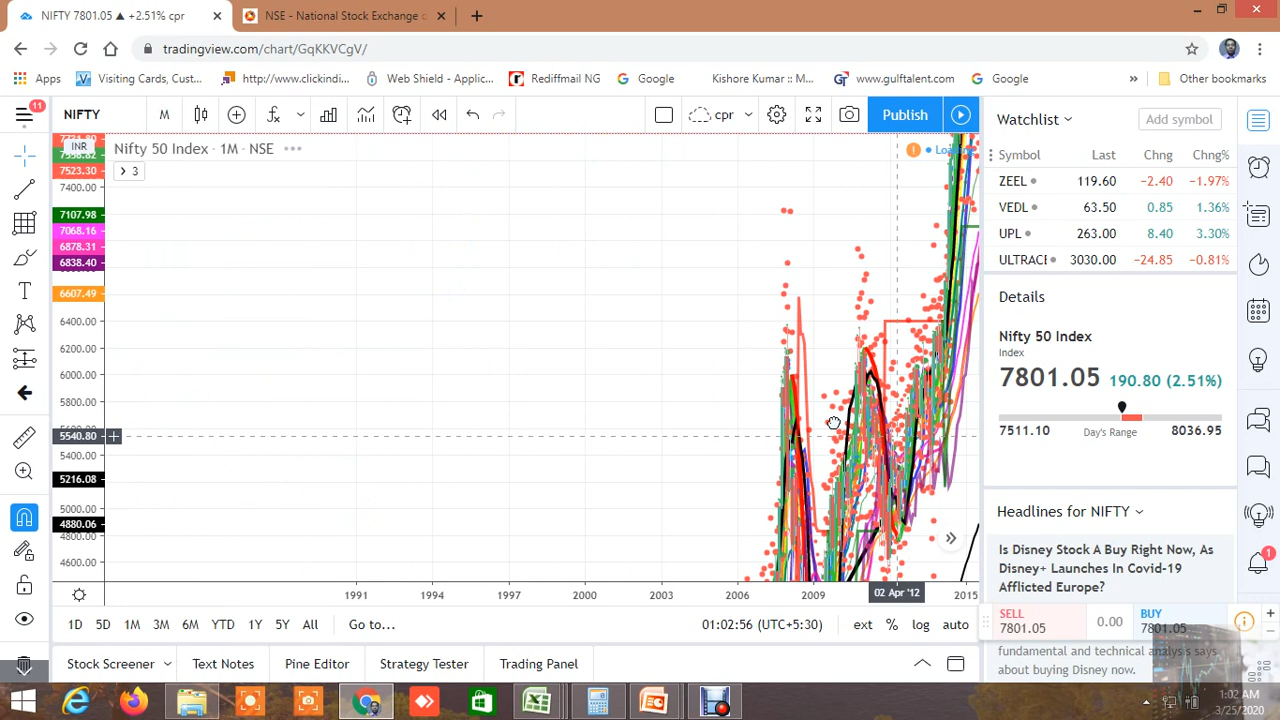 NIFTY 7801.05 ▲ +2.51% cpr
NSE - National Stock Exchange
tradingview.com/chart/GqKKVCgV/
Apps Visiting Cards, Cust... http://www.clickindi... Web Shield - Applic... Rediffmail NG Google Kishore Kumar :: M... www.gulftalent.com Google » Other bookmarks
11
NIFTY M cpr Publish
Watchlist Add symbol
INR
Nifty 50 Index · 1M · NSE
3
Symbol Last Chng Chng%
ZEEL 119.60 −2.40 −1.97%
VEDL 63.50 0.85 1.36%
UPL 263.00 8.40 3.30%
ULTRACE 3030.00 −24.85 −0.81%
7523.30
7400.00
7107.98
7068.16
6878.31
6838.40
6607.49
6400.00
6200.00
6000.00
5800.00
5540.80
5400.00
5216.08
5000.00
4880.06
4800.00
4600.00
Details
Nifty 50 Index
Index
7801.05 190.80 (2.51%)
7511.10 Day's Range 8036.95
Headlines for NIFTY
Is Disney Stock A Buy Right Now, As
Disney+ Launches In Covid-19
Afflicted Europe?
fundamental and technical analysis says
about buying Disney now.
1
1991 1994 1997 2000 2003 2006 2009 02 Apr '12 2015
SELL
7801.05
0.00
BUY
7801.05
1D 5D 1M 3M 6M YTD 1Y 5Y All Go to... 01:02:56 (UTC+5:30) ext % log auto
Stock Screener Text Notes Pine Editor Strategy Tester Trading Panel
1:02 AM
3/25/2020